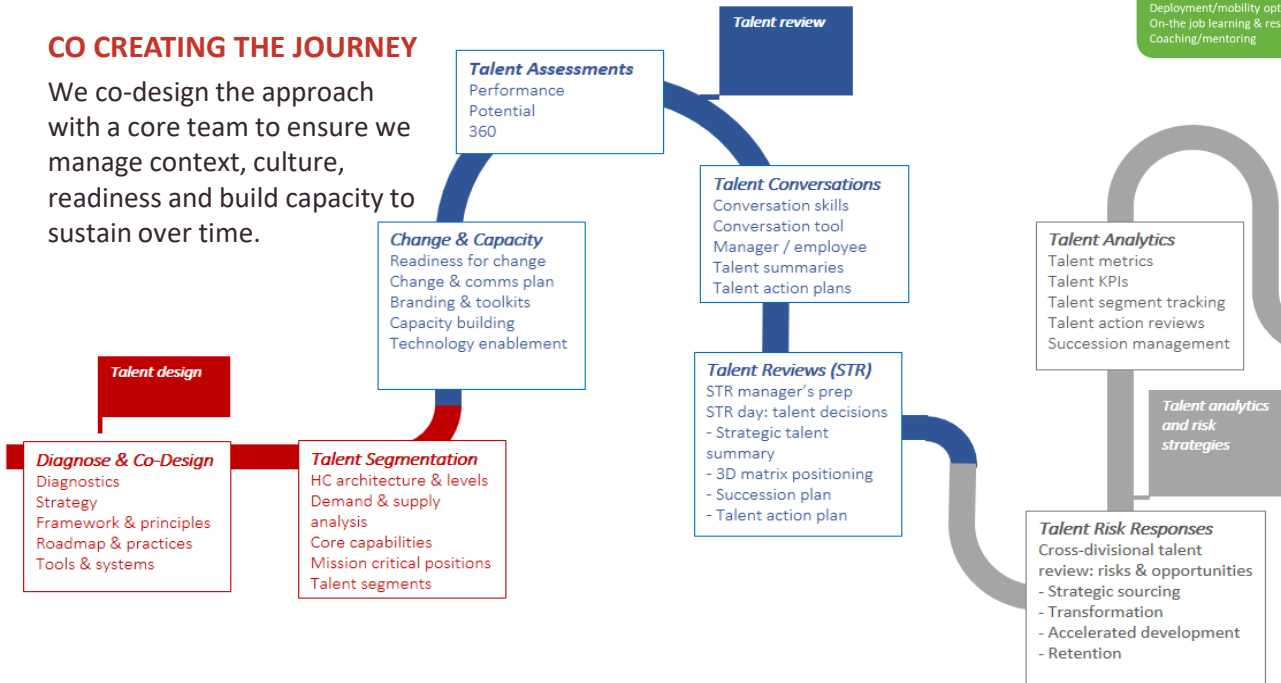 CO CREATING THE JOURNEY
We co-design the approach
with a core team to ensure we
manage context, culture,
readiness and build capacity to
sustain over time.
Talent design
Diagnose & Co-Design
Diagnostics
Strategy
Framework & principles
Roadmap & practices
Tools & systems
Talent Segmentation
HC architecture & levels
Demand & supply
analysis
Core capabilities
Mission critical positions
Talent segments
Change & Capacity
Readiness for change
Change & comms plan
Branding & toolkits
Capacity building
Technology enablement
Talent Assessments
Performance
Potential
360
Talent review
Talent Conversations
Conversation skills
Conversation tool
Manager / employee
Talent summaries
Talent action plans
Talent Reviews (STR)
STR manager's prep
STR day: talent decisions
- Strategic talent
summary
- 3D matrix positioning
- Succession plan
- Talent action plan
Talent Risk Responses
Cross-divisional talent
review: risks & opportunities
- Strategic sourcing
- Transformation
- Accelerated development
- Retention
Talent analytics
and risk
strategies
Talent Analytics
Talent metrics
Talent KPIs
Talent segment tracking
Talent action reviews
Succession management
Deployment/mobility
On-the job learning &
Coaching/mentoring